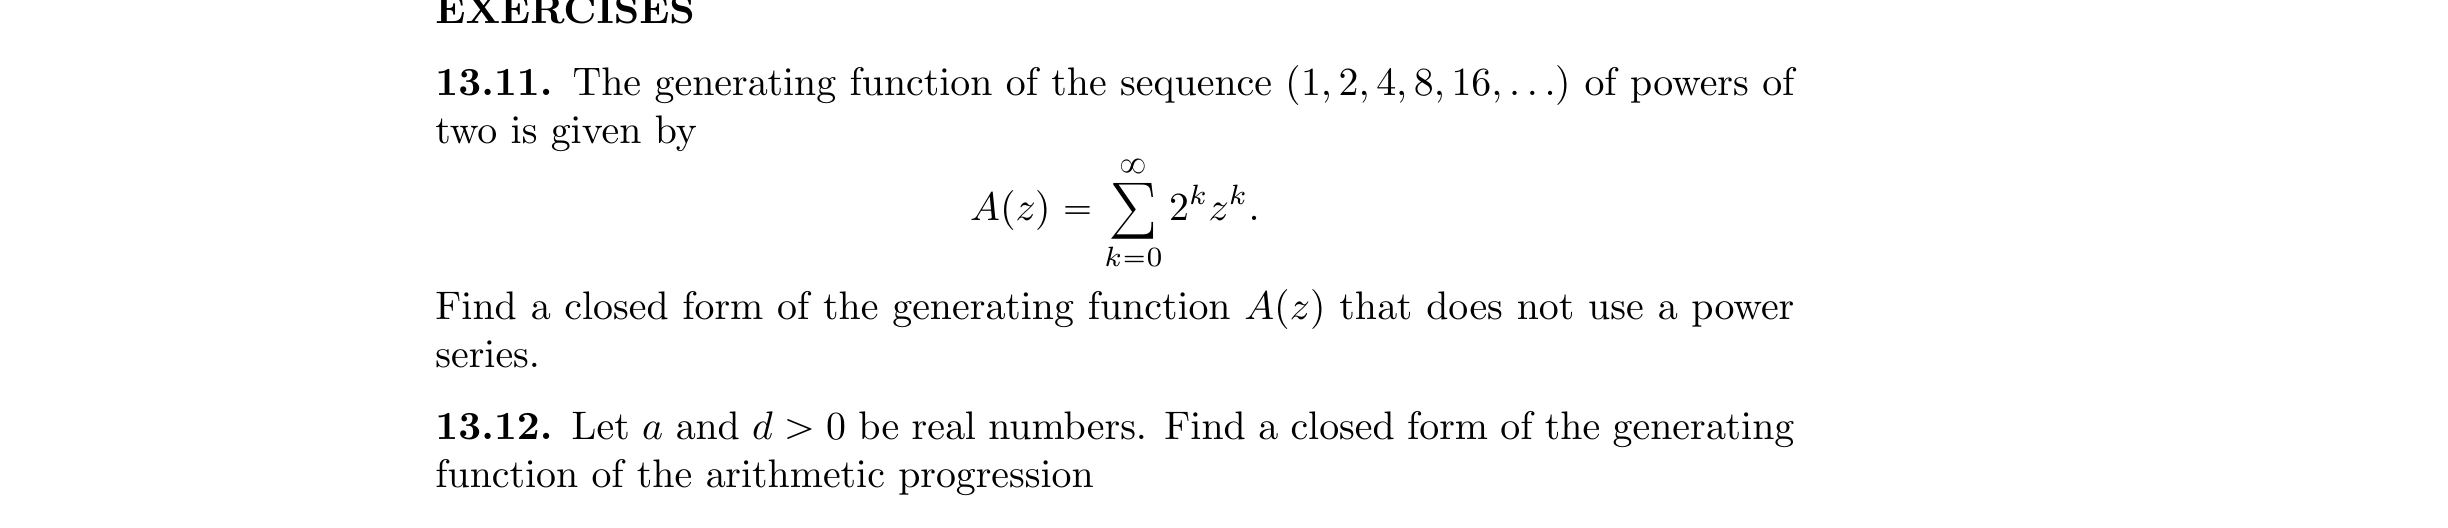 EXERCISES
13.11. The generating function of the sequence (1, 2, 4, 8, 16, . . .) of powers of
two is given by
A(z) = \sum_{k=0}^{\infty} 2^k z^k.
Find a closed form of the generating function A(z) that does not use a power
series.
13.12. Let a and d > 0 be real numbers. Find a closed form of the generating
function of the arithmetic progression